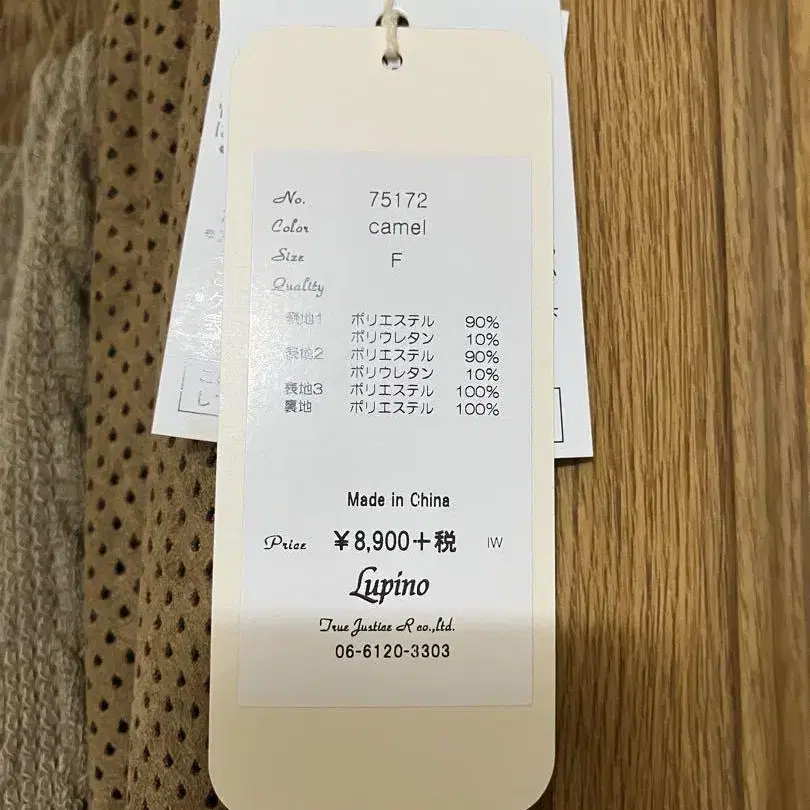 No. 75172
Color camel
Size F
Quality
表地1 ポリエステル 90%
ポリウレタン 10%
表地2 ポリエステル 90%
ポリウレタン 10%
表地3 ポリエステル 100%
裏地 ポリエステル 100%
Made in China
Price ¥8,900+税 IW
Lupino
True Justice R co.,ltd.
06-6120-3303